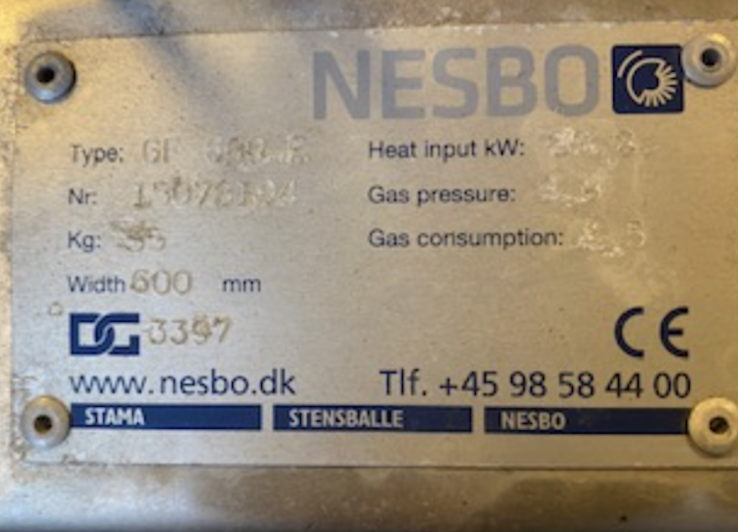 NESBO
Type: GF
Heat input kW:
Nr:
Gas pressure:
Kg:
Gas consumption:
Width 600 mm
DG 3397
CE
www.nesbo.dk
Tlf. +45 98 58 44 00
STAMA
STENSBALLE
NESBO